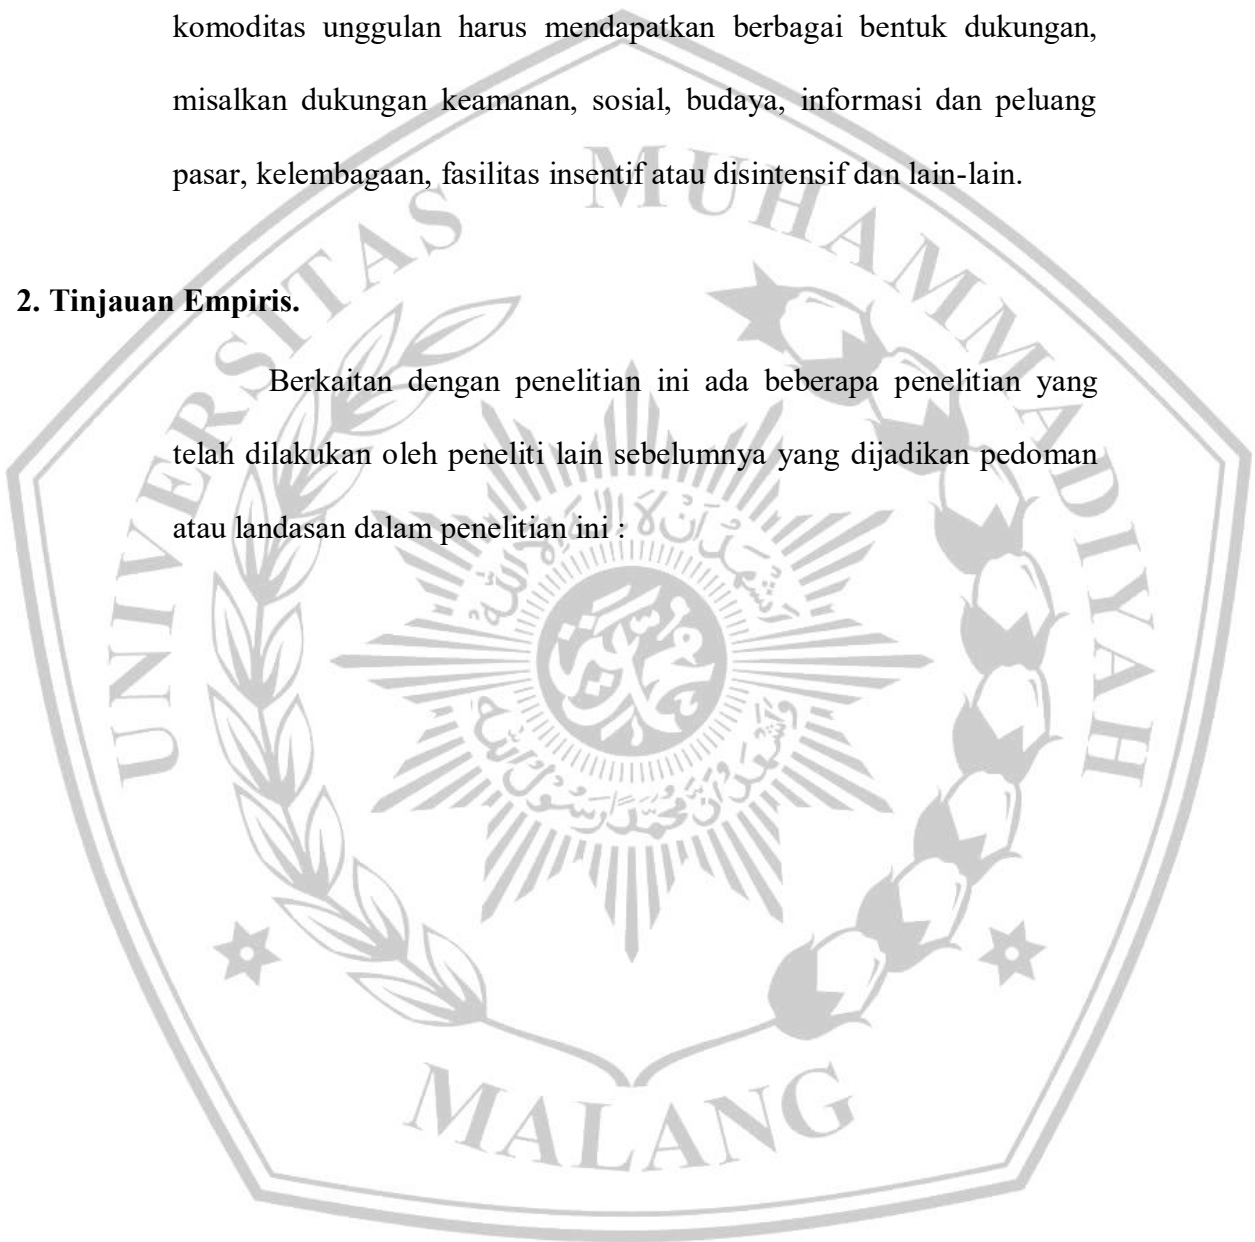 komoditas unggulan harus mendapatkan berbagai bentuk dukungan,
misalkan dukungan keamanan, sosial, budaya, informasi dan peluang
pasar, kelembagaan, fasilitas insentif atau disintensif dan lain-lain.
2. Tinjauan Empiris.
Berkaitan dengan penelitian ini ada beberapa penelitian yang
telah dilakukan oleh peneliti lain sebelumnya yang dijadikan pedoman
atau landasan dalam penelitian ini :
UNIVERSITAS MUHAMMADIYAH
MALANG